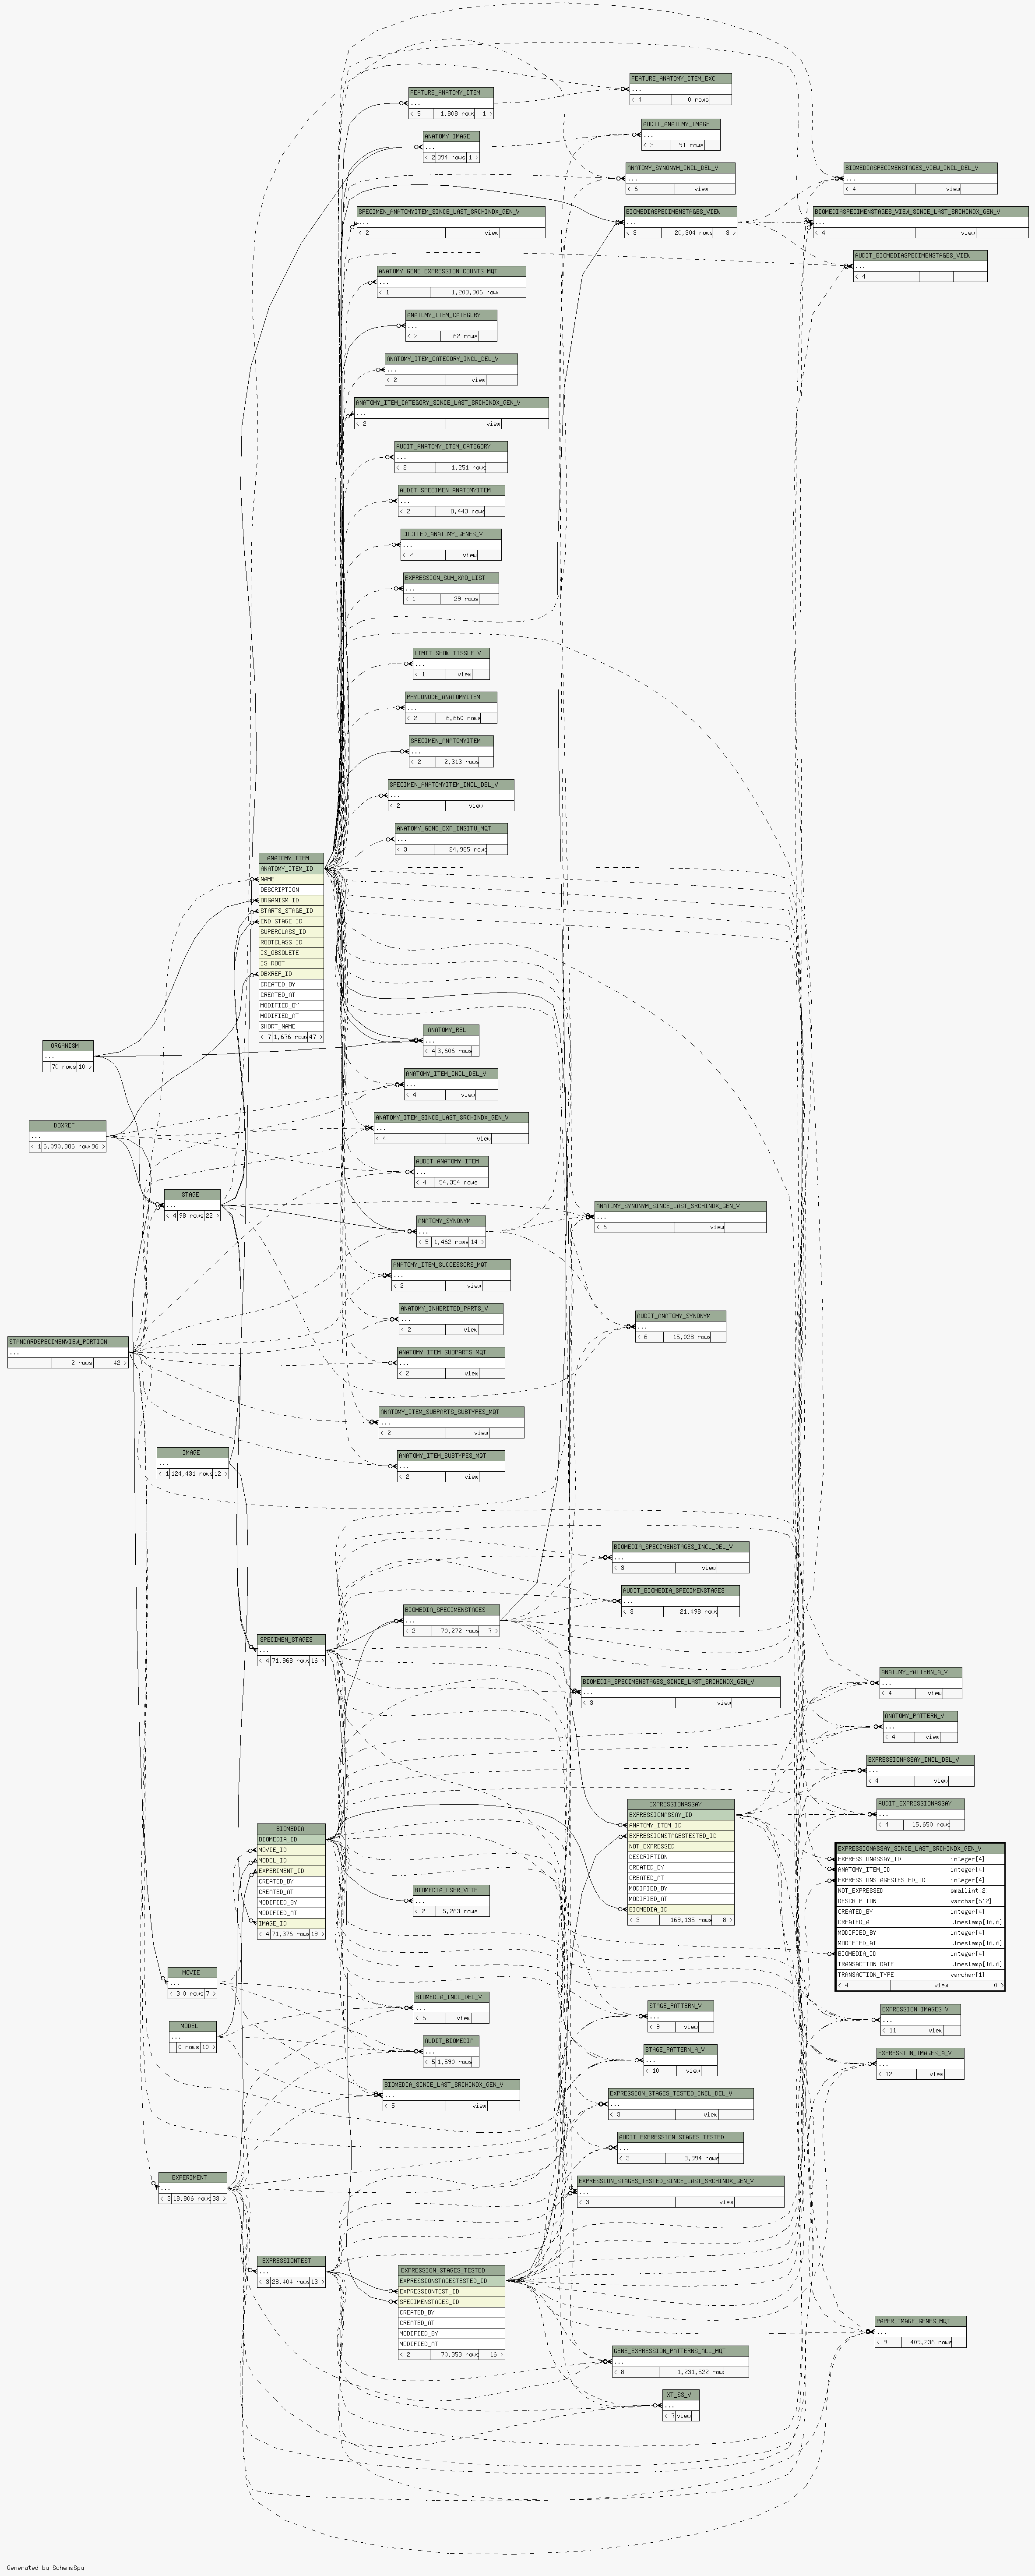 FEATURE_ANATOMY_ITEM
...
< 5 1,808 rows 1 >
FEATURE_ANATOMY_ITEM_EXC
...
< 4 0 rows
ANATOMY_IMAGE
...
< 2 994 rows 1 >
AUDIT_ANATOMY_IMAGE
...
< 3 91 rows
ANATOMY_SYNONYM_INCL_DEL_V
...
< 6 view
BIOMEDIASPECIMENSTAGES_VIEW_INCL_DEL_V
...
< 4 view
SPECIMEN_ANATOMYITEM_SINCE_LAST_SRCHINDX_GEN_V
...
< 2 view
BIOMEDIASPECIMENSTAGES_VIEW
...
< 3 20,304 rows 3 >
BIOMEDIASPECIMENSTAGES_VIEW_SINCE_LAST_SRCHINDX_GEN_V
...
< 4 view
AUDIT_BIOMEDIASPECIMENSTAGES_VIEW
...
< 4
ANATOMY_GENE_EXPRESSION_COUNTS_MQT
...
< 1 1,209,906 row
ANATOMY_ITEM_CATEGORY
...
< 2 62 rows
ANATOMY_ITEM_CATEGORY_INCL_DEL_V
...
< 2 view
ANATOMY_ITEM_CATEGORY_SINCE_LAST_SRCHINDX_GEN_V
...
< 2 view
AUDIT_ANATOMY_ITEM_CATEGORY
...
< 2 1,251 rows
AUDIT_SPECIMEN_ANATOMYITEM
...
< 2 8,443 rows
COCITED_ANATOMY_GENES_V
...
< 2 view
EXPRESSION_SUM_XAO_LIST
...
< 1 29 rows
LIMIT_SHOW_TISSUE_V
...
< 1 view
PHYLONODE_ANATOMYITEM
...
< 2 6,660 rows
SPECIMEN_ANATOMYITEM
...
< 2 2,313 rows
SPECIMEN_ANATOMYITEM_INCL_DEL_V
...
< 2 view
ANATOMY_GENE_EXP_INSITU_MQT
...
< 3 24,985 rows
ANATOMY_ITEM
ANATOMY_ITEM_ID
NAME
DESCRIPTION
ORGANISM_ID
STARTS_STAGE_ID
END_STAGE_ID
SUPERCLASS_ID
ROOTCLASS_ID
IS_OBSOLETE
IS_ROOT
DBXREF_ID
CREATED_BY
CREATED_AT
MODIFIED_BY
MODIFIED_AT
SHORT_NAME
< 7 1,676 rows 47 >
ORGANISM
...
70 rows 10 >
ANATOMY_REL
...
< 4 3,606 rows
ANATOMY_ITEM_INCL_DEL_V
...
< 4 view
DBXREF
...
< 1 6,090,986 row 96 >
ANATOMY_ITEM_SINCE_LAST_SRCHINDX_GEN_V
...
< 4 view
AUDIT_ANATOMY_ITEM
...
< 4 54,354 rows
STAGE
...
< 4 98 rows 22 >
ANATOMY_SYNONYM
...
< 5 1,462 rows 14 >
ANATOMY_SYNONYM_SINCE_LAST_SRCHINDX_GEN_V
...
< 6 view
ANATOMY_ITEM_SUCCESSORS_MQT
...
< 2 view
ANATOMY_INHERITED_PARTS_V
...
< 2 view
AUDIT_ANATOMY_SYNONYM
...
< 6 15,028 rows
STANDARDSPECIMENVIEW_PORTION
...
2 rows 42 >
ANATOMY_ITEM_SUBPARTS_MQT
...
< 2 view
ANATOMY_ITEM_SUBPARTS_SUBTYPES_MQT
...
< 2 view
IMAGE
...
< 1 124,431 rows 12 >
ANATOMY_ITEM_SUBTYPES_MQT
...
< 2 view
BIOMEDIA_SPECIMENSTAGES_INCL_DEL_V
...
< 3 view
AUDIT_BIOMEDIA_SPECIMENSTAGES
...
< 3 21,498 rows
BIOMEDIA_SPECIMENSTAGES
...
< 2 70,272 rows 7 >
SPECIMEN_STAGES
...
< 4 71,968 rows 16 >
BIOMEDIA_SPECIMENSTAGES_SINCE_LAST_SRCHINDX_GEN_V
...
< 3 view
ANATOMY_PATTERN_A_V
...
< 4 view
ANATOMY_PATTERN_V
...
< 4 view
EXPRESSIONASSAY_INCL_DEL_V
...
< 4 view
AUDIT_EXPRESSIONASSAY
...
< 4 15,650 rows
EXPRESSIONASSAY
EXPRESSIONASSAY_ID
ANATOMY_ITEM_ID
EXPRESSIONSTAGESTESTED_ID
NOT_EXPRESSED
DESCRIPTION
CREATED_BY
CREATED_AT
MODIFIED_BY
MODIFIED_AT
BIOMEDIA_ID
< 3 169,135 rows 8 >
BIOMEDIA
BIOMEDIA_ID
MOVIE_ID
MODEL_ID
EXPERIMENT_ID
CREATED_BY
CREATED_AT
MODIFIED_BY
MODIFIED_AT
IMAGE_ID
< 4 71,376 rows 19 >
EXPRESSIONASSAY_SINCE_LAST_SRCHINDX_GEN_V
EXPRESSIONASSAY_ID integer[4]
ANATOMY_ITEM_ID integer[4]
EXPRESSIONSTAGESTESTED_ID integer[4]
NOT_EXPRESSED smallint[2]
DESCRIPTION varchar[512]
CREATED_BY integer[4]
CREATED_AT timestamp[16,6]
MODIFIED_BY integer[4]
MODIFIED_AT timestamp[16,6]
BIOMEDIA_ID integer[4]
TRANSACTION_DATE timestamp[16,6]
TRANSACTION_TYPE varchar[1]
< 4 view 0 >
BIOMEDIA_USER_VOTE
...
< 2 5,263 rows
MOVIE
...
< 3 0 rows 7 >
BIOMEDIA_INCL_DEL_V
...
< 5 view
STAGE_PATTERN_V
...
< 9 view
EXPRESSION_IMAGES_V
...
< 11 view
MODEL
...
0 rows 10 >
AUDIT_BIOMEDIA
...
< 5 1,590 rows
STAGE_PATTERN_A_V
...
< 10 view
EXPRESSION_IMAGES_A_V
...
< 12 view
BIOMEDIA_SINCE_LAST_SRCHINDX_GEN_V
...
< 5 view
EXPRESSION_STAGES_TESTED_INCL_DEL_V
...
< 3 view
AUDIT_EXPRESSION_STAGES_TESTED
...
< 3 3,994 rows
EXPERIMENT
...
< 3 18,806 rows 33 >
EXPRESSION_STAGES_TESTED_SINCE_LAST_SRCHINDX_GEN_V
...
< 3 view
EXPRESSIONTEST
...
< 3 28,404 rows 13 >
EXPRESSION_STAGES_TESTED
EXPRESSIONSTAGESTESTED_ID
EXPRESSIONTEST_ID
SPECIMENSTAGES_ID
CREATED_BY
CREATED_AT
MODIFIED_BY
MODIFIED_AT
< 2 70,353 rows 16 >
PAPER_IMAGE_GENES_MQT
...
< 9 409,236 rows
GENE_EXPRESSION_PATTERNS_ALL_MQT
...
< 8 1,231,522 row
XT_SS_V
...
< 7 view
Generated by SchemaSpy